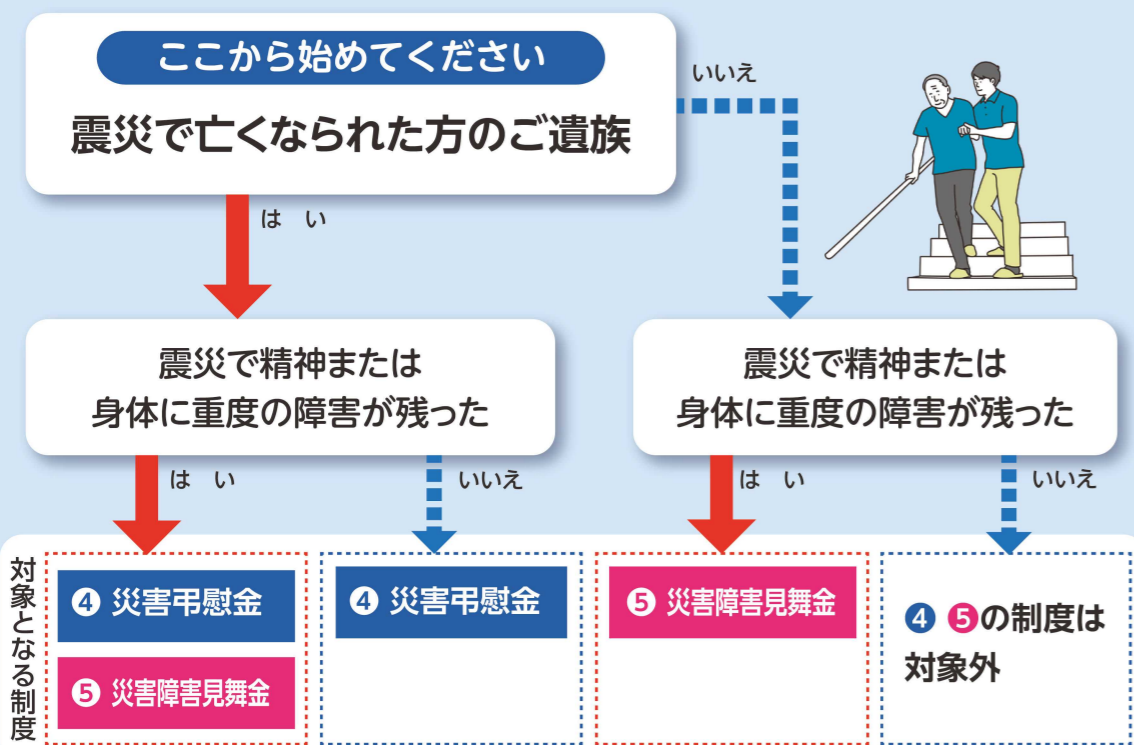 ここから始めてください
震災で亡くなられた方のご遺族
いいえ
は い
震災で精神または
身体に重度の障害が残った
震災で精神または
身体に重度の障害が残った
は い
いいえ
は い
いいえ
対象となる制度
❹ 災害弔慰金
❺ 災害障害見舞金
❹ 災害弔慰金
❺ 災害障害見舞金
❹ ❺の制度は
対象外